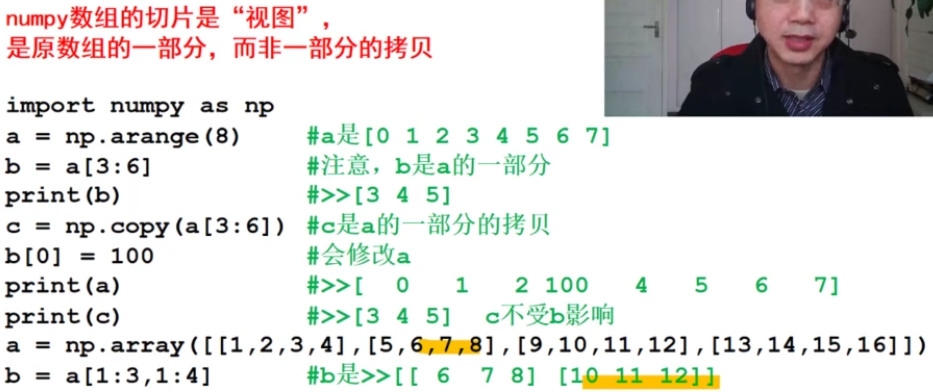 numpy数组的切片是“视图”，
是原数组的一部分，而非一部分的拷贝
import numpy as np
a = np.arange(8) #a是[0 1 2 3 4 5 6 7]
b = a[3:6] #注意，b是a的一部分
print(b) #>>[3 4 5]
c = np.copy(a[3:6]) #c是a的一部分的拷贝
b[0] = 100 #会修改a
print(a) #>>[ 0 1 2 100 4 5 6 7]
print(c) #>>[3 4 5] c不受b影响
a = np.array([[1,2,3,4],[5,6,7,8],[9,10,11,12],[13,14,15,16]])
b = a[1:3,1:4] #b是>>[[ 6 7 8] [10 11 12]]